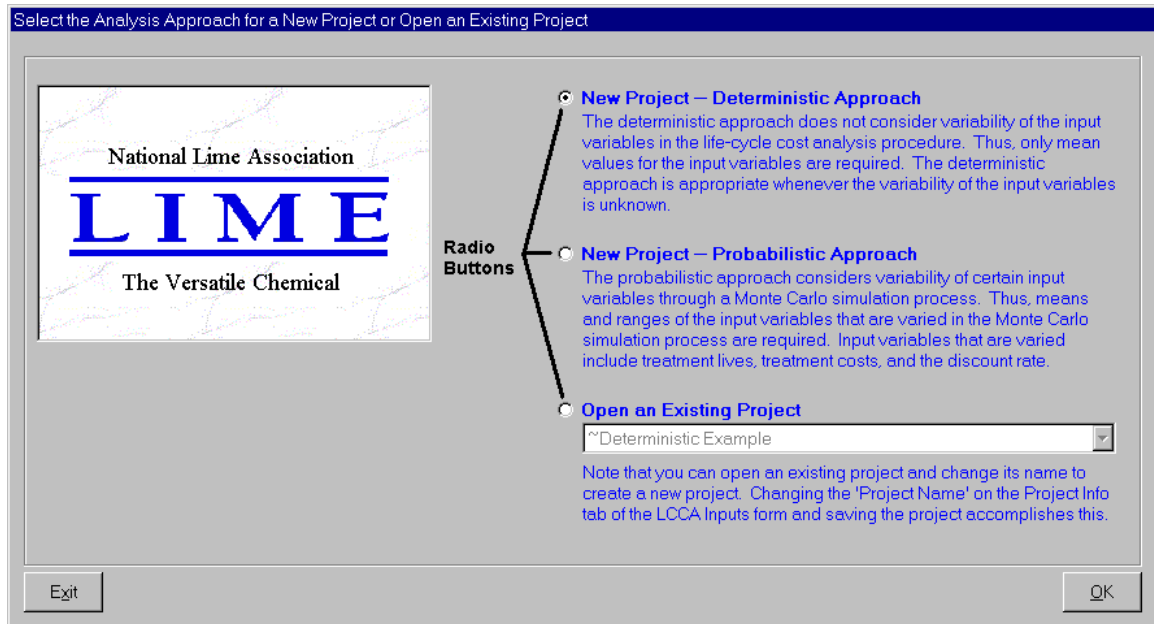 Select the Analysis Approach for a New Project or Open an Existing Project
National Lime Association
LIME
The Versatile Chemical
Radio
Buttons
New Project – Deterministic Approach
The deterministic approach does not consider variability of the input
variables in the life-cycle cost analysis procedure. Thus, only mean
values for the input variables are required. The deterministic
approach is appropriate whenever the variability of the input variables
is unknown.
New Project – Probabilistic Approach
The probabilistic approach considers variability of certain input
variables through a Monte Carlo simulation process. Thus, means
and ranges of the input variables that are varied in the Monte Carlo
simulation process are required. Input variables that are varied
include treatment lives, treatment costs, and the discount rate.
Open an Existing Project
~Deterministic Example
Note that you can open an existing project and change its name to
create a new project. Changing the 'Project Name' on the Project Info
tab of the LCCA Inputs form and saving the project accomplishes this.
Exit
OK